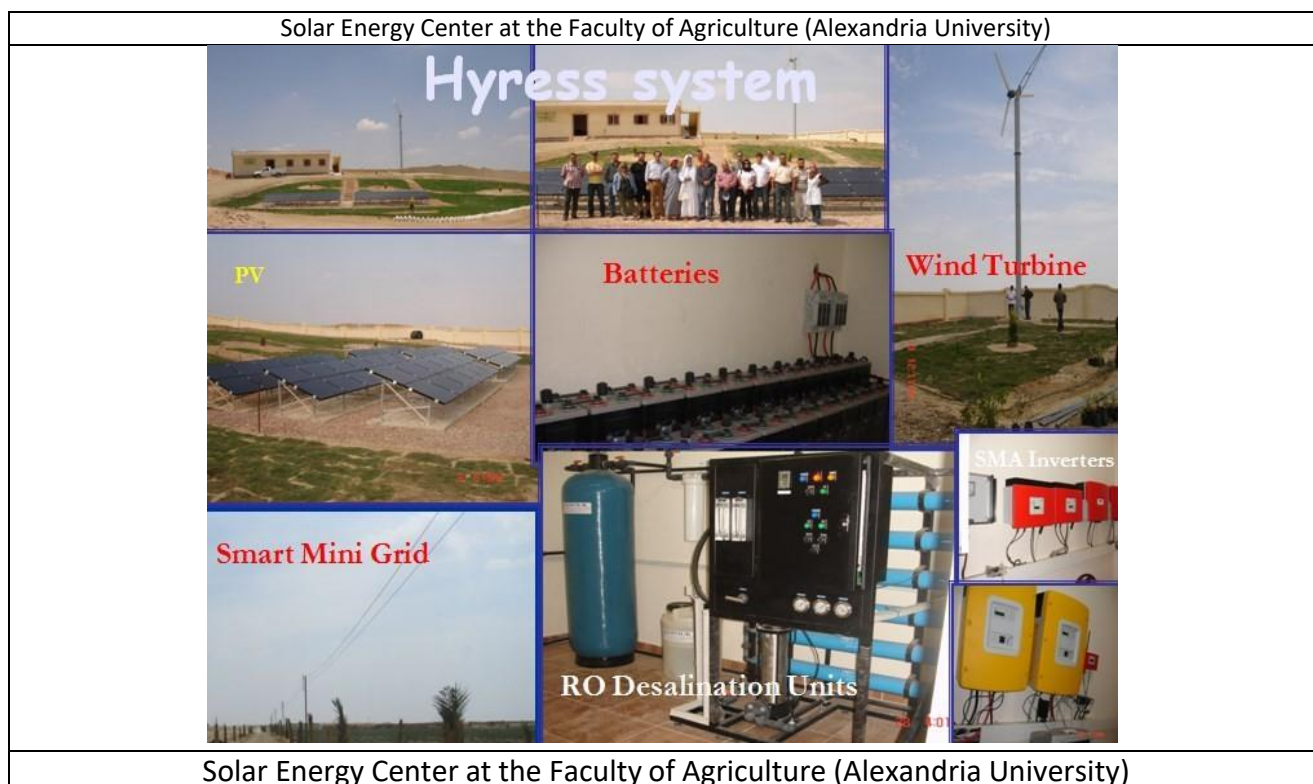 Solar Energy Center at the Faculty of Agriculture (Alexandria University)
Hyress system
PV
Batteries
Wind Turbine
SMA Inverters
Smart Mini Grid
RO Desalination Units
Solar Energy Center at the Faculty of Agriculture (Alexandria University)